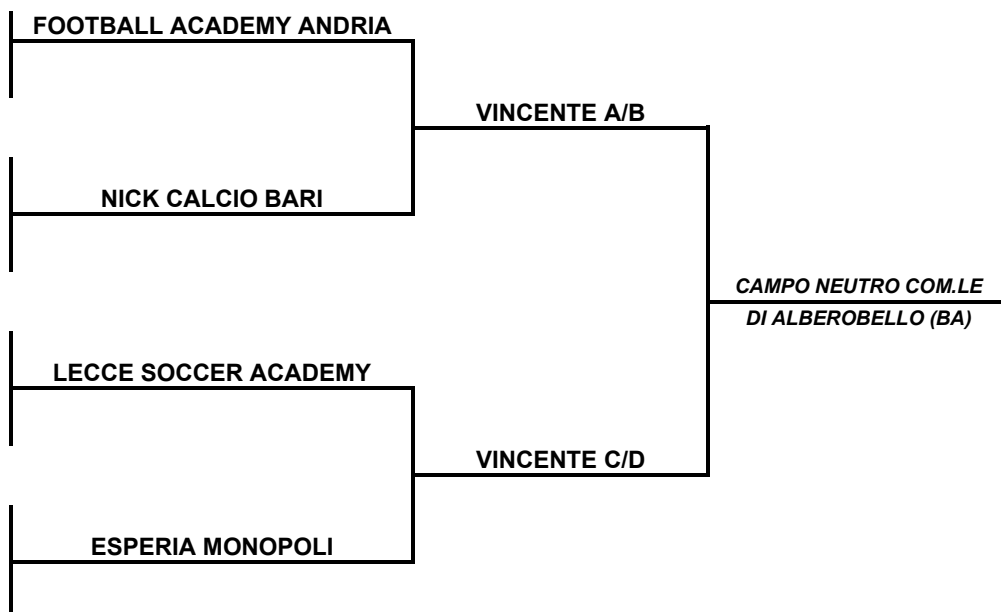 FOOTBALL ACADEMY ANDRIA
VINCENTE A/B
NICK CALCIO BARI
CAMPO NEUTRO COM.LE
DI ALBEROBELLO (BA)
LECCE SOCCER ACADEMY
VINCENTE C/D
ESPERIA MONOPOLI